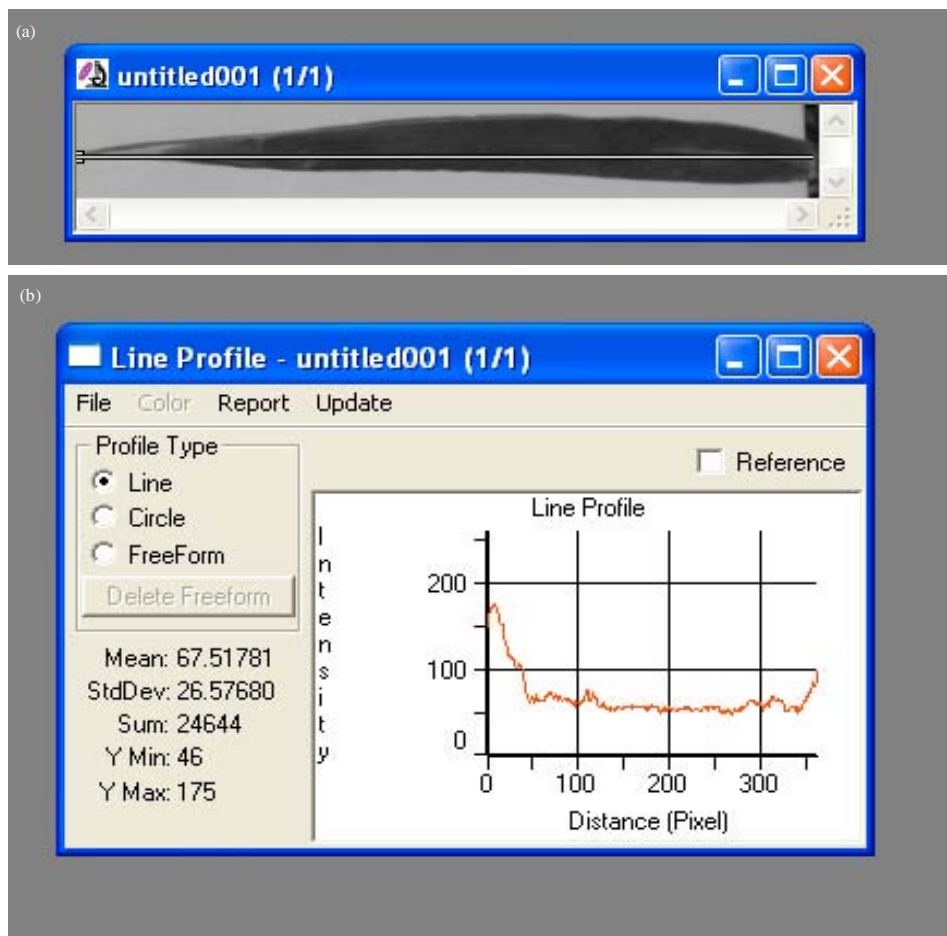 (a)
untitled001 (1/1)
(b)
Line Profile - untitled001 (1/1)
File Color Report Update
Profile Type
Line
Circle
FreeForm
Delete Freeform
Mean: 67.51781
StdDev: 26.57680
Sum: 24644
Y Min: 46
Y Max: 175
Reference
Line Profile
Intensity
200
100
0
0 100 200 300
Distance (Pixel)